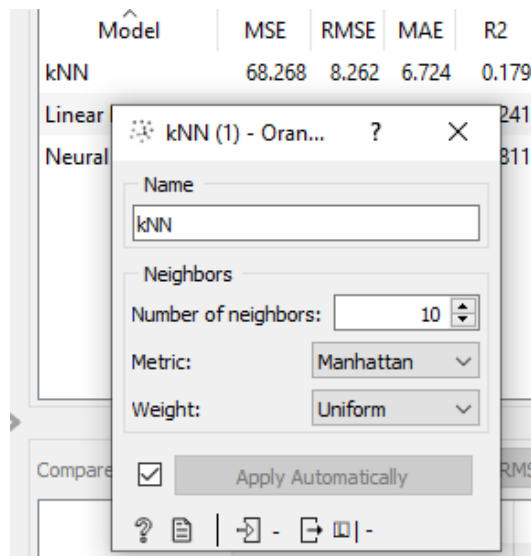 Model MSE RMSE MAE R2
kNN 68.268 8.262 6.724 0.179
Linear 241
Neural 811
kNN (1) - Oran... ?
Name
kNN
Neighbors
Number of neighbors: 10
Metric: Manhattan
Weight: Uniform
Compare RMS
Apply Automatically
? - | -